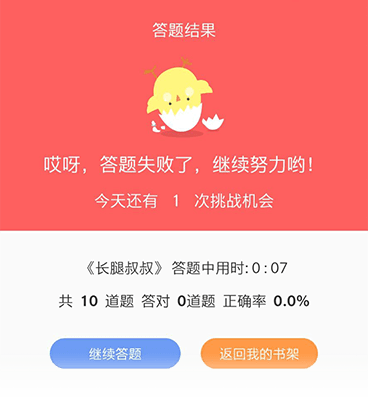 答题结果
哎呀，答题失败了，继续努力哟！
今天还有 1 次挑战机会
《长腿叔叔》 答题中用时: 0 : 07
共 10 道题 答对 0道题 正确率 0.0%
继续答题
返回我的书架